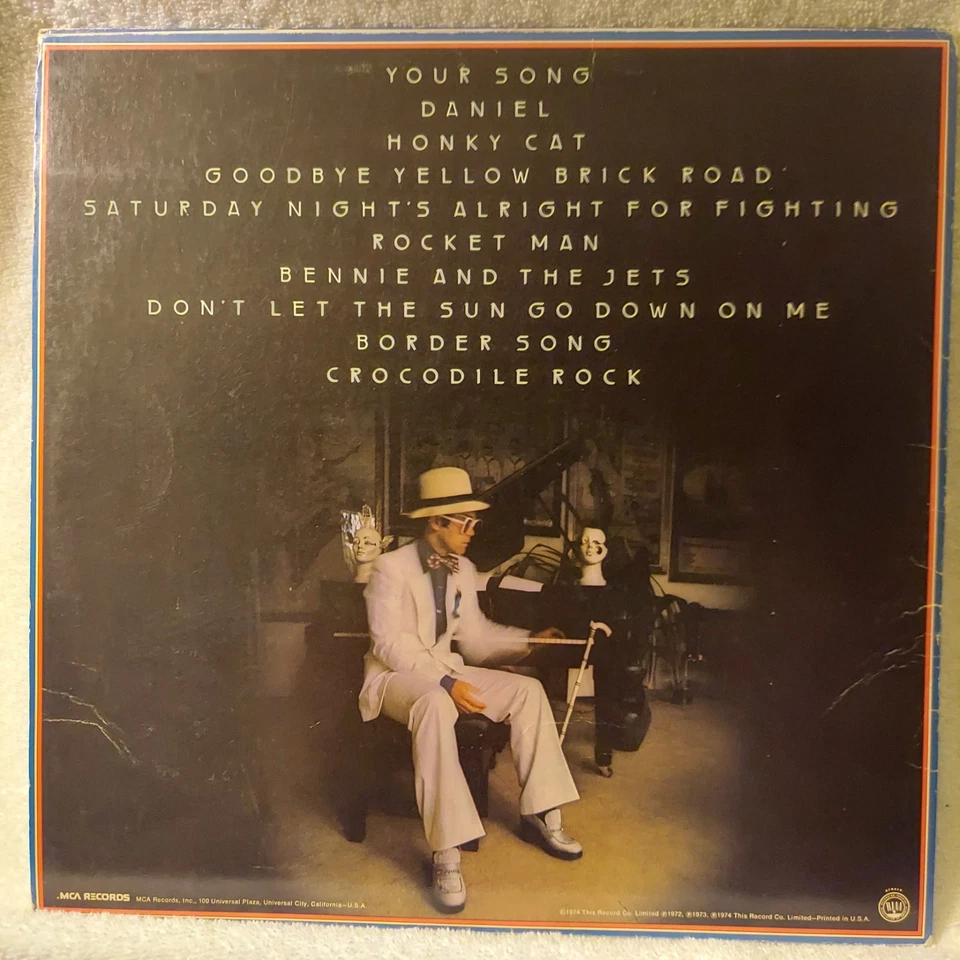 YOUR SONG
DANIEL
HONKY CAT
GOODBYE YELLOW BRICK ROAD
SATURDAY NIGHT'S ALRIGHT FOR FIGHTING
ROCKET MAN
BENNIE AND THE JETS
DON'T LET THE SUN GO DOWN ON ME
BORDER SONG
CROCODILE ROCK
MCA RECORDS MCA Records, Inc., 100 Universal Plaza, Universal City, California—U.S.A.
©1974 This Record Co. Limited ℗1972, ℗1973, ℗1974 This Record Co. Limited—Printed in U.S.A.